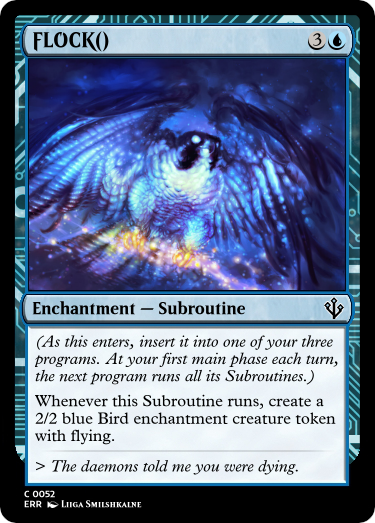 FLOCK()
3
Enchantment — Subroutine
(As this enters, insert it into one of your three
programs. At your first main phase each turn,
the next program runs all its Subroutines.)
Whenever this Subroutine runs, create a
2/2 blue Bird enchantment creature token
with flying.
> The daemons told me you were dying.
C 0052
ERR Liiga Smilshkalne